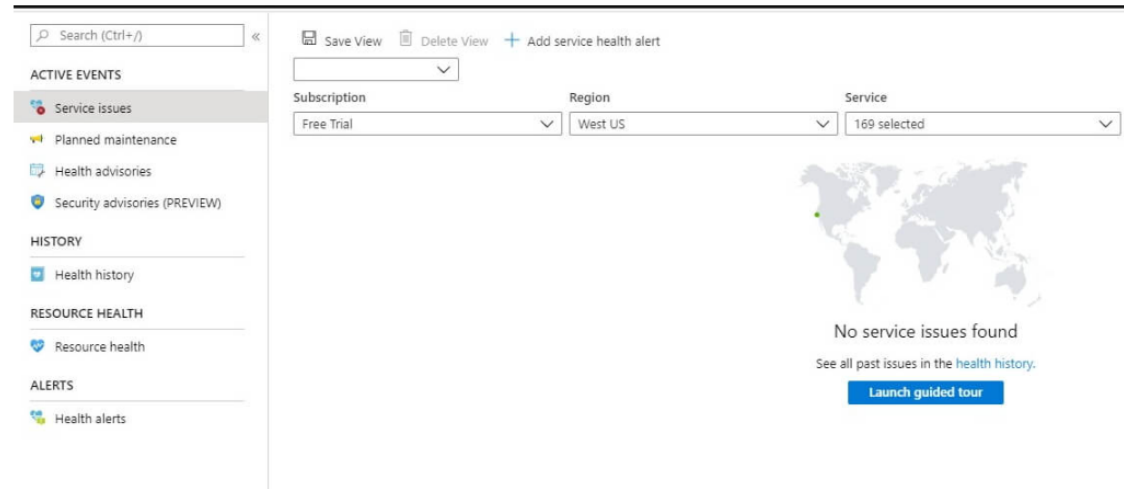 Search (Ctrl+/)
«
ACTIVE EVENTS
Service issues
Planned maintenance
Health advisories
Security advisories (PREVIEW)
HISTORY
Health history
RESOURCE HEALTH
Resource health
ALERTS
Health alerts
Save View Delete View + Add service health alert
Subscription Region Service
Free Trial West US 169 selected
No service issues found
See all past issues in the health history.
Launch guided tour